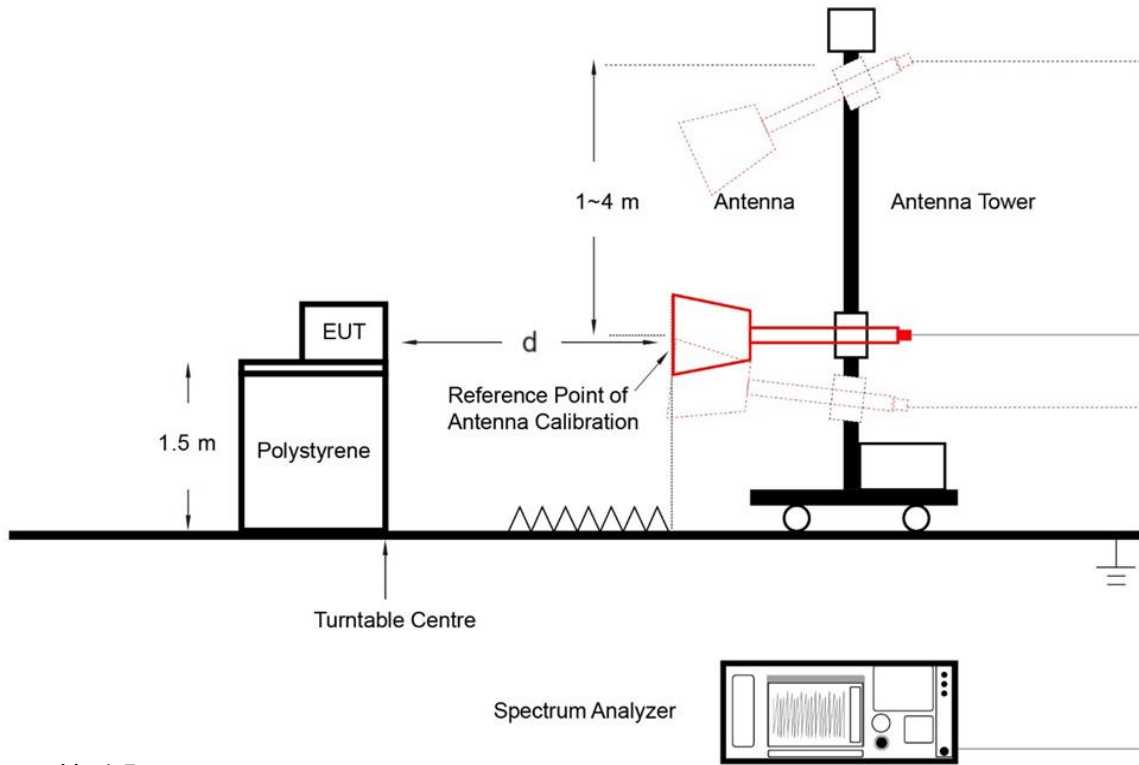 1~4 m
Antenna
Antenna Tower
EUT
d
Reference Point of
Antenna Calibration
1.5 m
Polystyrene
Turntable Centre
Spectrum Analyzer